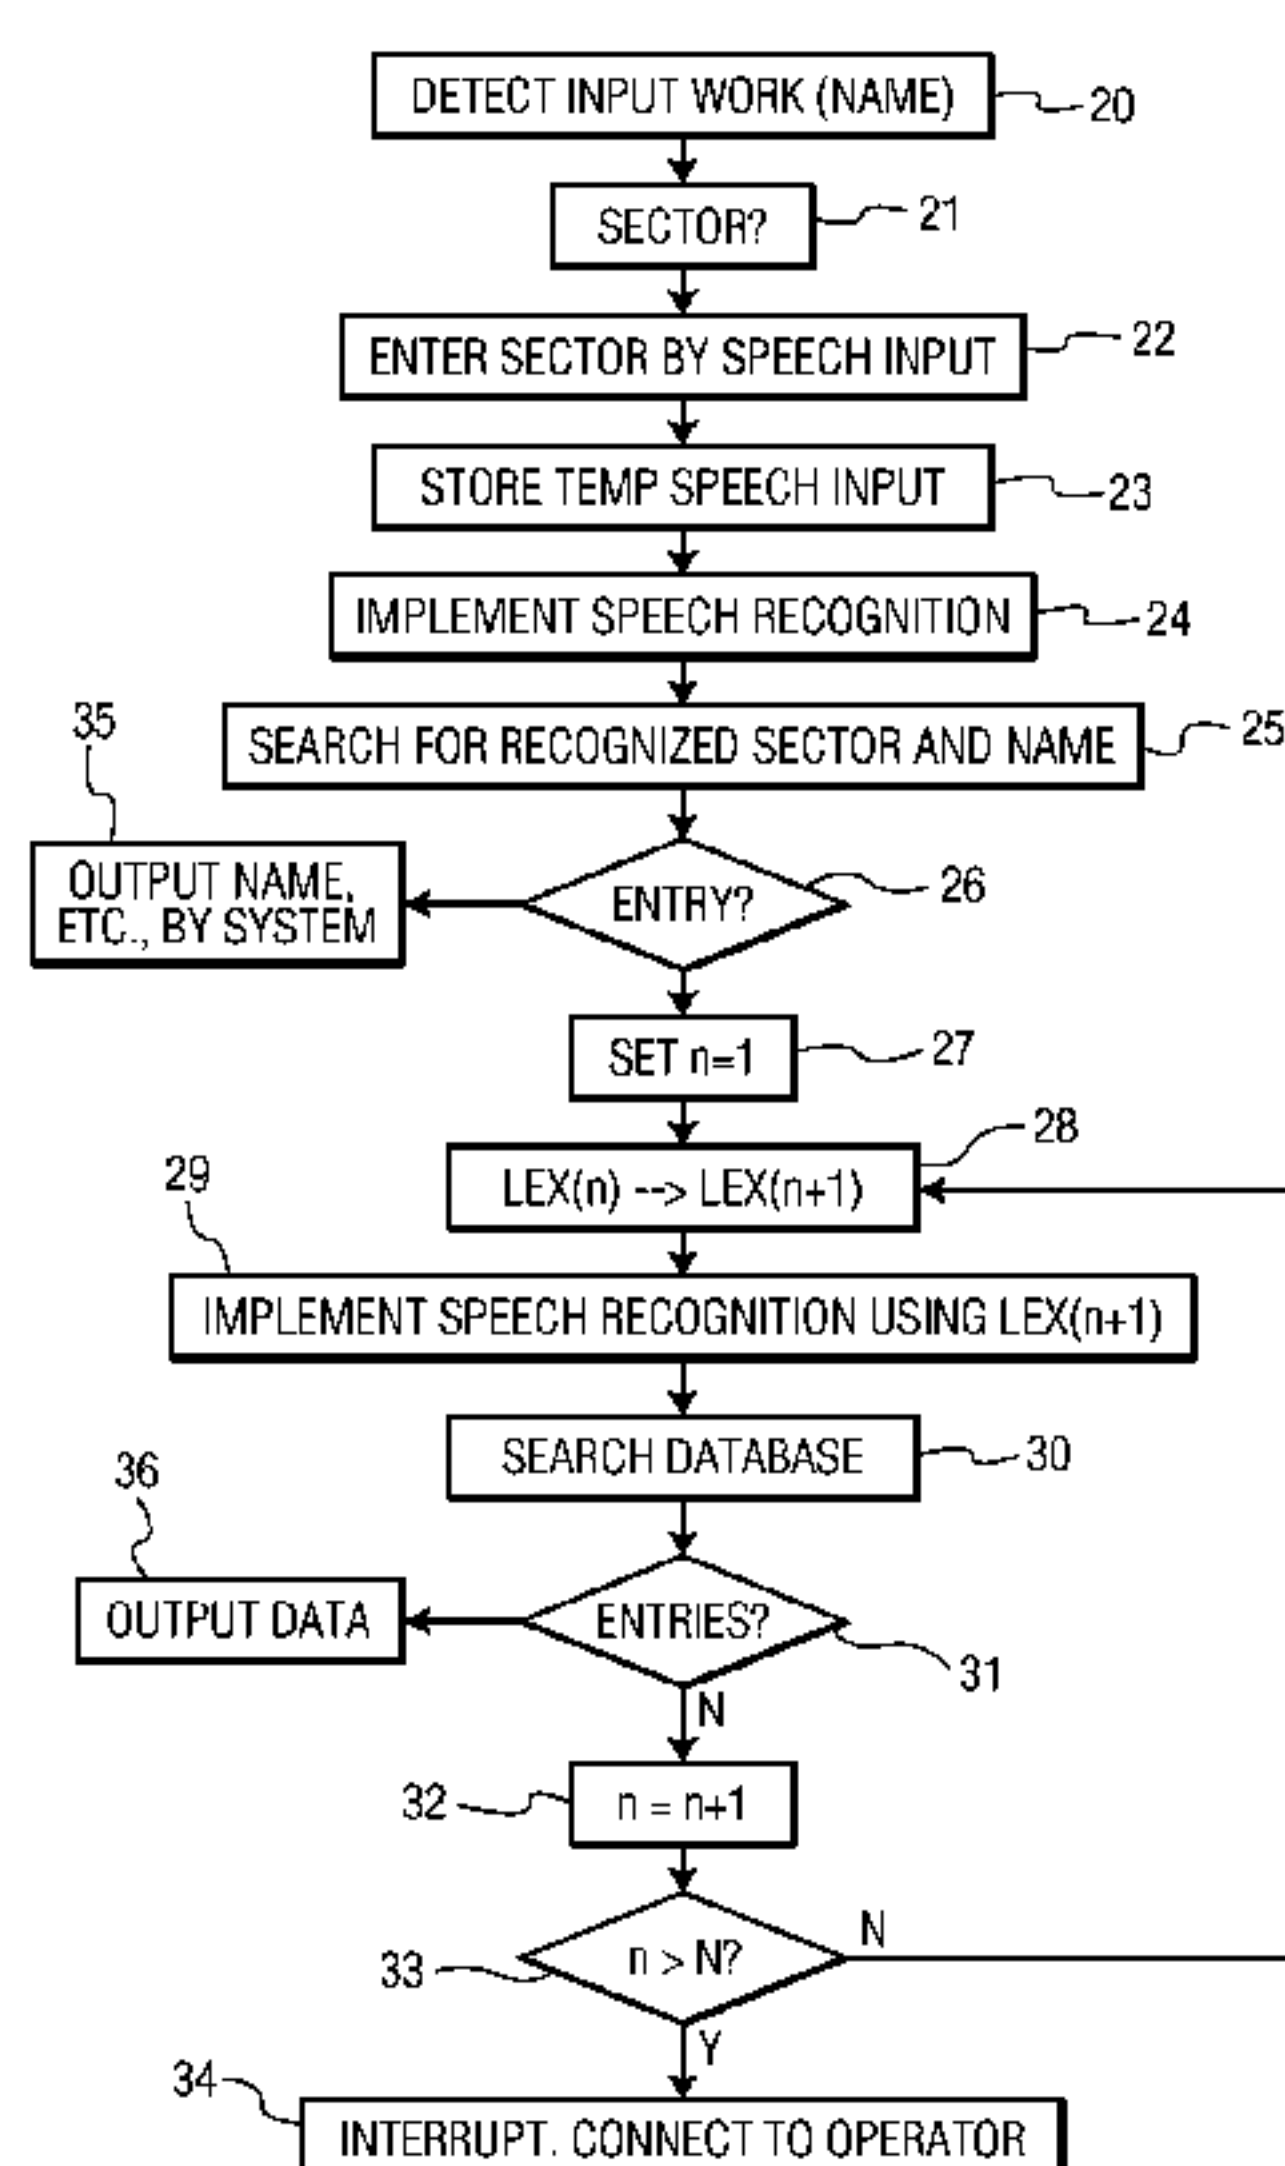 DETECT INPUT WORK (NAME)
20
SECTOR?
21
ENTER SECTOR BY SPEECH INPUT
22
STORE TEMP SPEECH INPUT
23
IMPLEMENT SPEECH RECOGNITION
24
SEARCH FOR RECOGNIZED SECTOR AND NAME
25
35
OUTPUT NAME,
ETC., BY SYSTEM
ENTRY?
26
SET n=1
27
28
LEX(n) --> LEX(n+1)
29
IMPLEMENT SPEECH RECOGNITION USING LEX(n+1)
SEARCH DATABASE
30
36
OUTPUT DATA
ENTRIES?
31
N
32
n = n+1
33
n > N?
N
Y
34
INTERRUPT. CONNECT TO OPERATOR